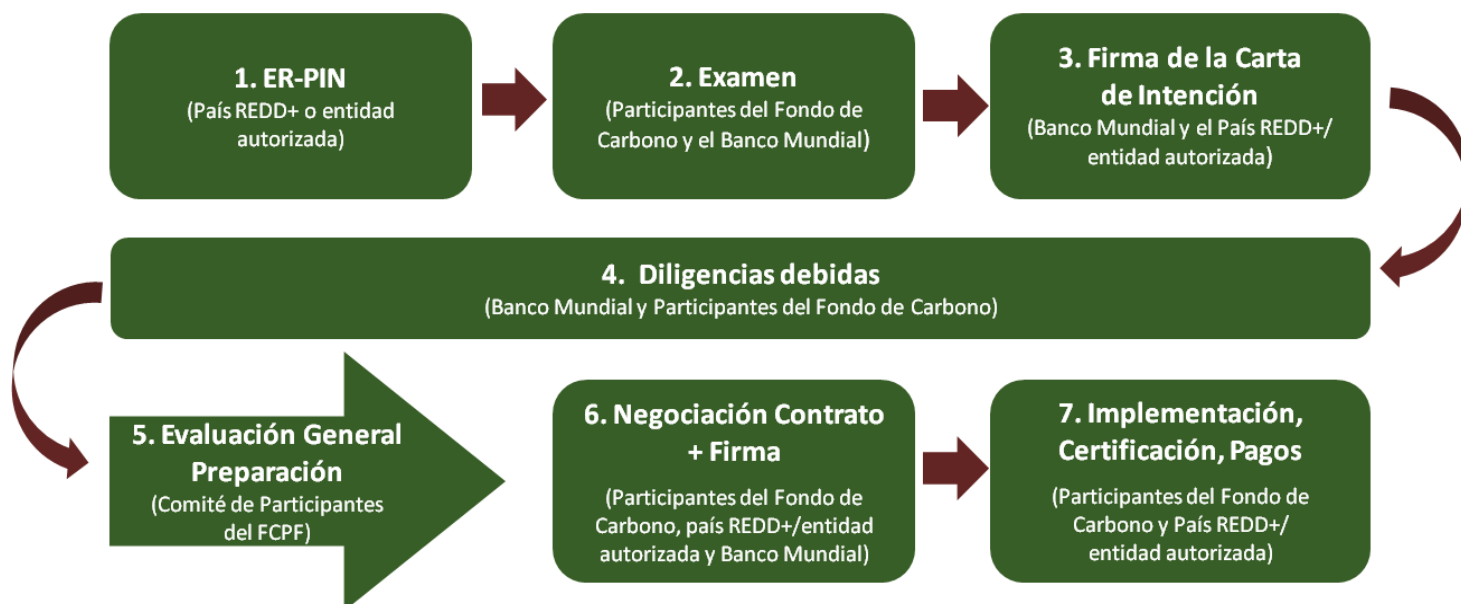 1. ER-PIN
(País REDD+ o entidad
autorizada)
2. Examen
(Participantes del Fondo de
Carbono y el Banco Mundial)
3. Firma de la Carta
de Intención
(Banco Mundial y el País REDD+/
entidad autorizada)
4. Diligencias debidas
(Banco Mundial y Participantes del Fondo de Carbono)
5. Evaluación General
Preparación
(Comité de Participantes
del FCPF)
6. Negociación Contrato
+ Firma
(Participantes del Fondo de
Carbono, país REDD+/entidad
autorizada y Banco Mundial)
7. Implementación,
Certificación, Pagos
(Participantes del Fondo de
Carbono y País REDD+/
entidad autorizada)